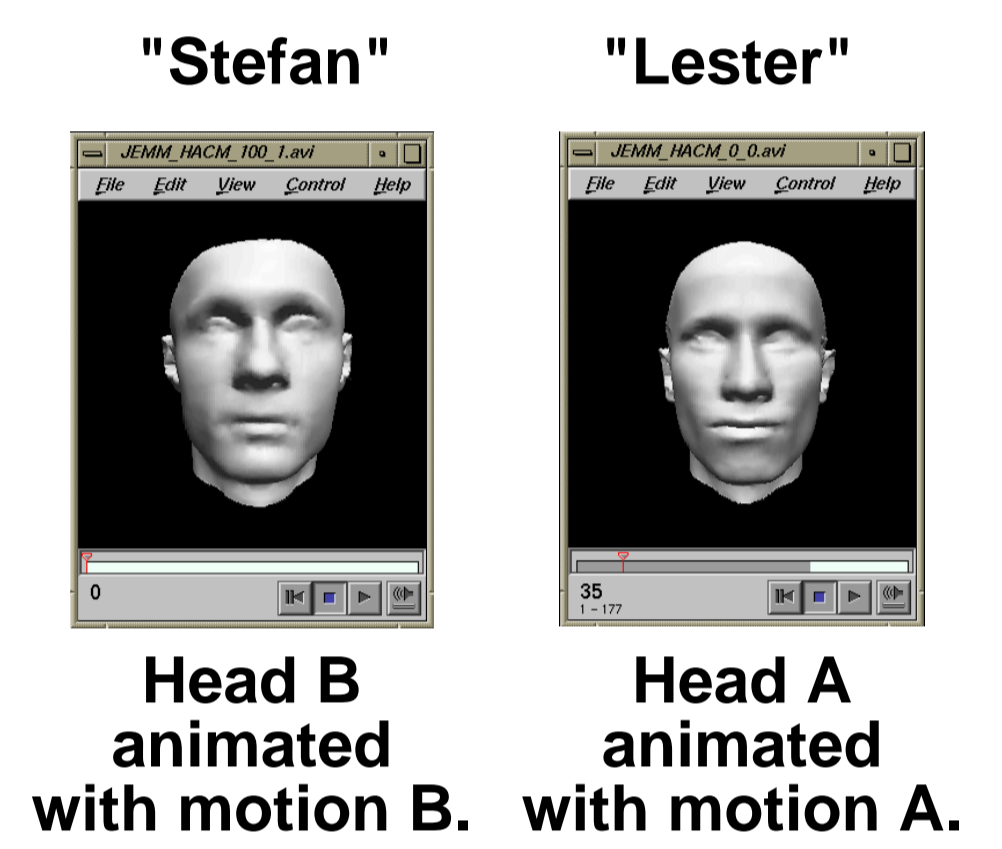 "Stefan"
"Lester"
JEMM_HACM_100_1.avi
File Edit View Control Help
0
JEMM_HACM_0_0.avi
File Edit View Control Help
35
1 - 177
Head B
animated
with motion B.
Head A
animated
with motion A.